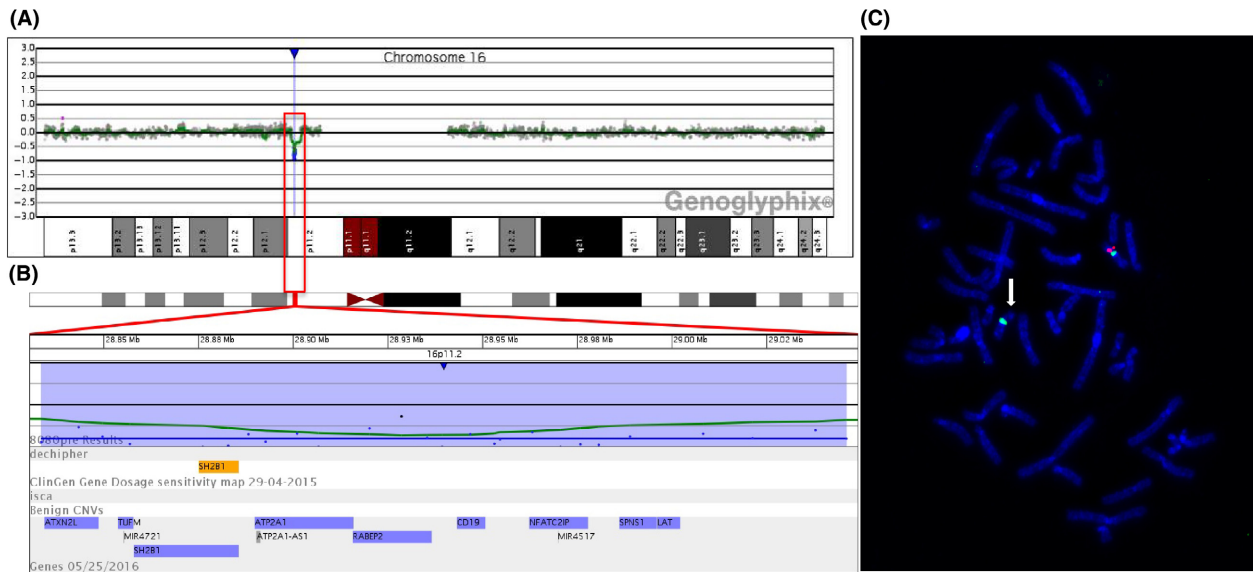 (A)
Chromosome 16
3.0
2.5
2.0
1.5
1.0
0.5
0.0
-0.5
-1.0
-1.5
-2.0
-2.5
-3.0
Genoglyphix®
p13.3 p13.2 p13.13 p13.12 p13.11 p12.3 p12.2 p12.1 p11.2 p11.1 q11.1 q11.2 q12.1 q12.2 q21 q22.1 q22.2 q22.3 q23.1 q23.2 q23.3 q24.1 q24.2 q24.3
(B)
28.85 Mb 28.88 Mb 28.90 Mb 28.93 Mb 28.95 Mb 28.98 Mb 29.00 Mb 29.02 Mb
16p11.2
8080pre Results
decipher
SH2B1
ClinGen Gene Dosage sensitivity map 29-04-2015
isca
Benign CNVs
ATXN2L TUFM ATP2A1 CD19 NFATC2IP SPNS1 LAT
MIR4721 ATP2A1-AS1 MIR4517
SH2B1 RABEP2
Genes 05/25/2016
(C)